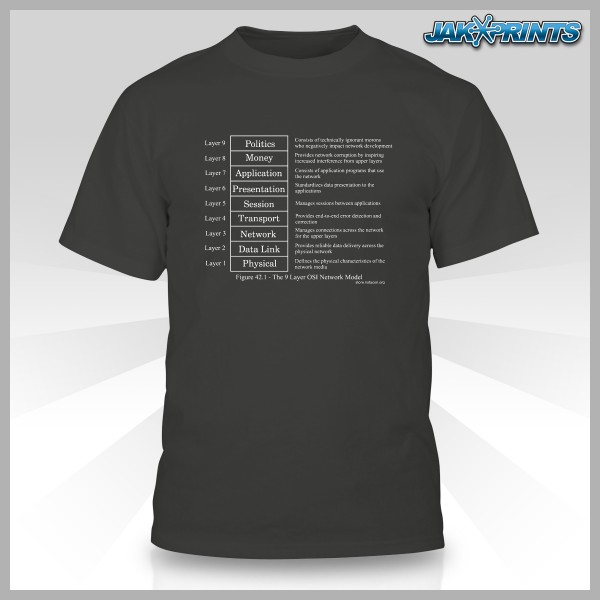 JAKPRINTS
Layer 9 Politics Consists of technically ignorant morons
who negatively impact network development
Layer 8 Money Provides network corruption by inspiring
increased interference from upper layers
Layer 7 Application Consists of application programs that use
the network
Layer 6 Presentation Standardizes data presentation to the
applications
Layer 5 Session Manages sessions between applications
Layer 4 Transport Provides end-to-end error detection and
correction
Layer 3 Network Manages connections across the network
for the upper layers
Layer 2 Data Link Provides reliable data delivery across the
physical network
Layer 1 Physical Defines the physical characteristics of the
network media
Figure 42.1 - The 9 Layer OSI Network Model